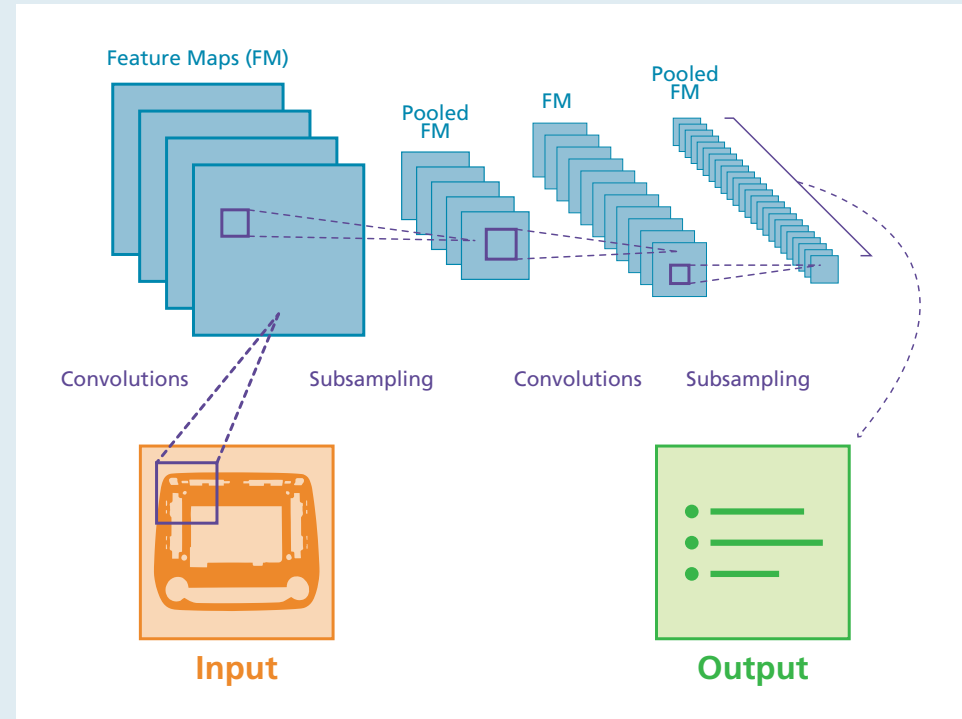 Feature Maps (FM)
Pooled
FM
FM
Pooled
FM
Convolutions
Subsampling
Convolutions
Subsampling
Input
Output